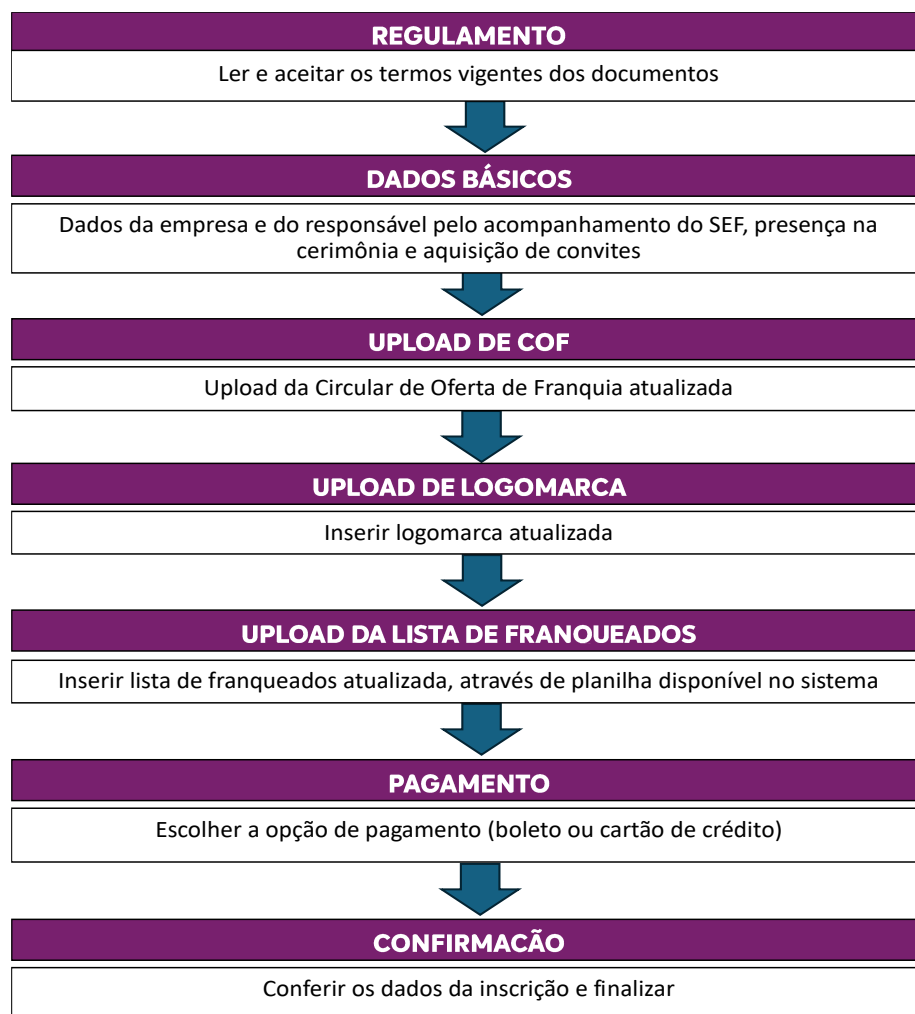 REGULAMENTO
Ler e aceitar os termos vigentes dos documentos
DADOS BÁSICOS
Dados da empresa e do responsável pelo acompanhamento do SEF, presença na
cerimônia e aquisição de convites
UPLOAD DE COF
Upload da Circular de Oferta de Franquia atualizada
UPLOAD DE LOGOMARCA
Inserir logomarca atualizada
UPLOAD DA LISTA DE FRANQUEADOS
Inserir lista de franqueados atualizada, através de planilha disponível no sistema
PAGAMENTO
Escolher a opção de pagamento (boleto ou cartão de crédito)
CONFIRMAÇÃO
Conferir os dados da inscrição e finalizar